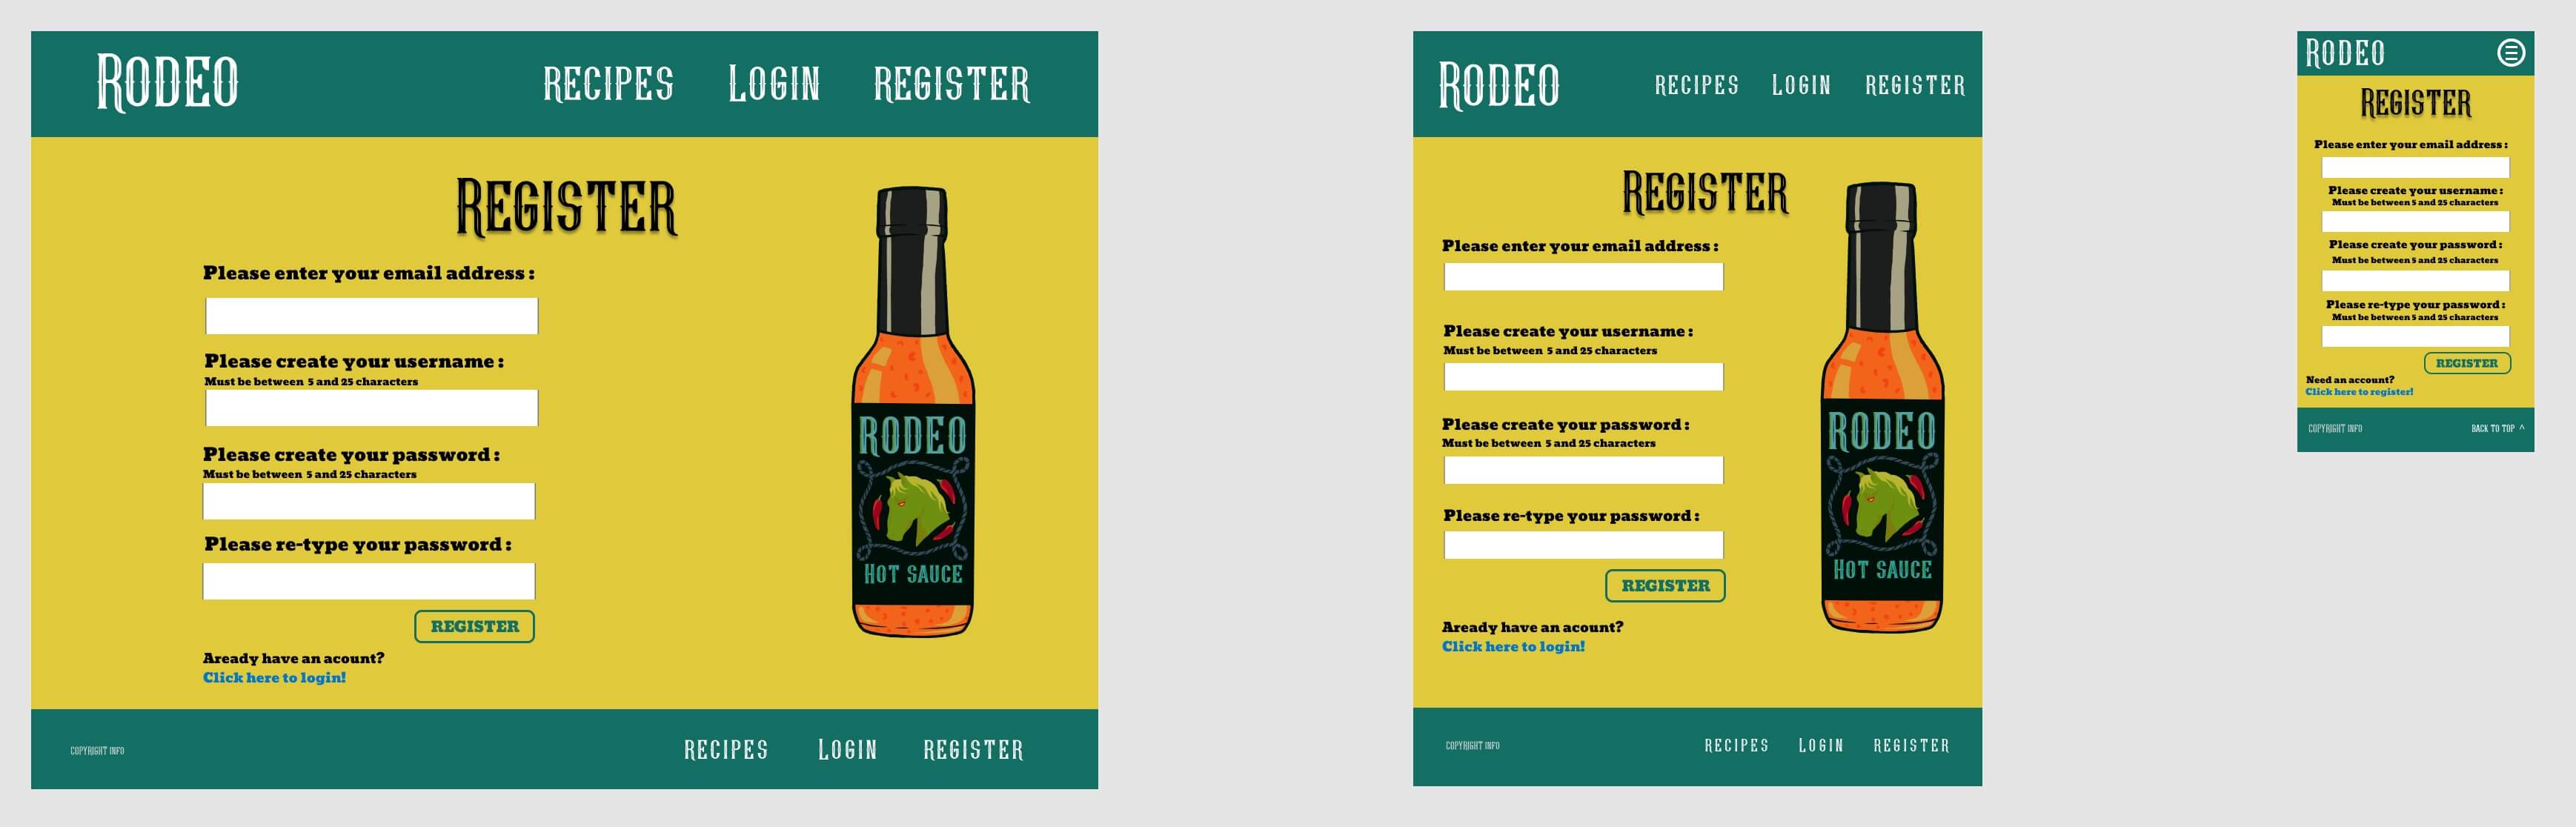 RODEO
RECIPES LOGIN REGISTER
REGISTER
Please enter your email address :
Please create your username :
Must be between 5 and 25 characters
Please create your password :
Must be between 5 and 25 characters
Please re-type your password :
REGISTER
Aready have an acount?
Click here to login!
RODEO
HOT SAUCE
COPYRIGHT INFO
RECIPES LOGIN REGISTER
RODEO
RECIPES LOGIN REGISTER
REGISTER
Please enter your email address :
Please create your username :
Must be between 5 and 25 characters
Please create your password :
Must be between 5 and 25 characters
Please re-type your password :
REGISTER
Aready have an acount?
Click here to login!
RODEO
HOT SAUCE
COPYRIGHT INFO
RECIPES LOGIN REGISTER
RODEO
REGISTER
Please enter your email address :
Please create your username :
Must be between 5 and 25 characters
Please create your password :
Must be between 5 and 25 characters
Please re-type your password :
Must be between 5 and 25 characters
REGISTER
Need an account?
Click here to register!
COPYRIGHT INFO
BACK TO TOP ^